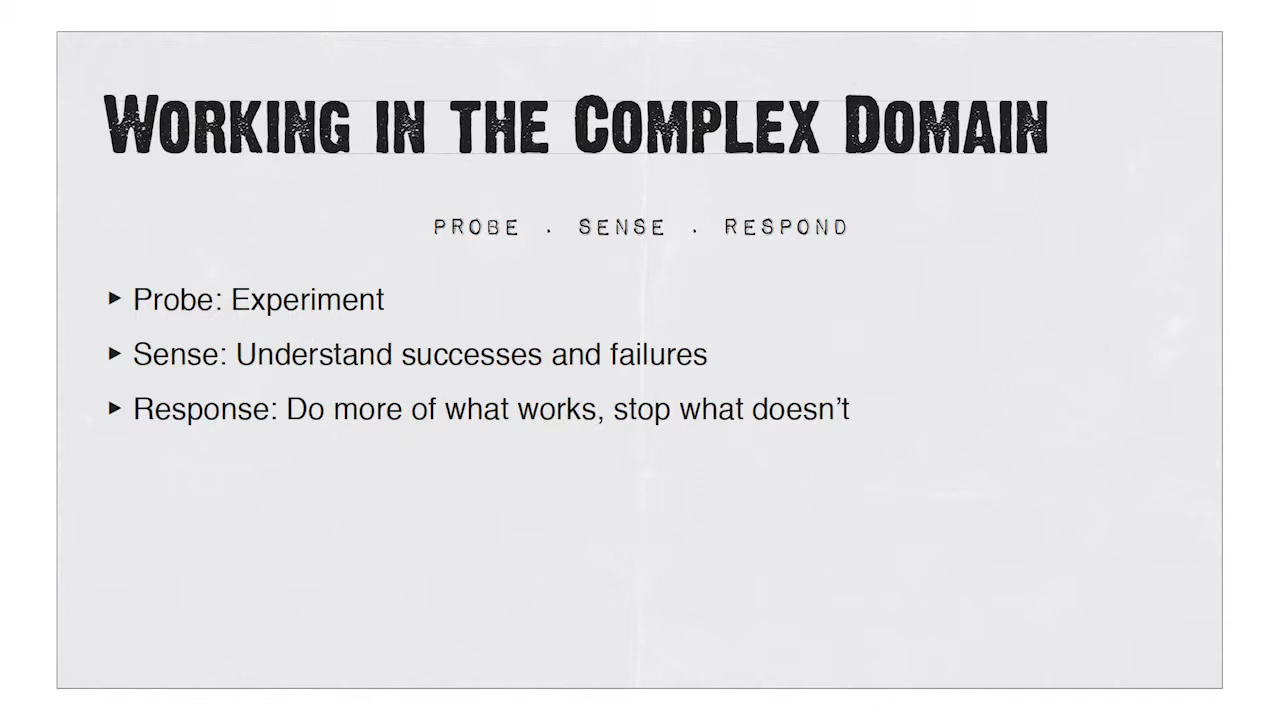 Working in the Complex Domain
PROBE . SENSE . RESPOND
▸ Probe: Experiment
▸ Sense: Understand successes and failures
▸ Response: Do more of what works, stop what doesn’t